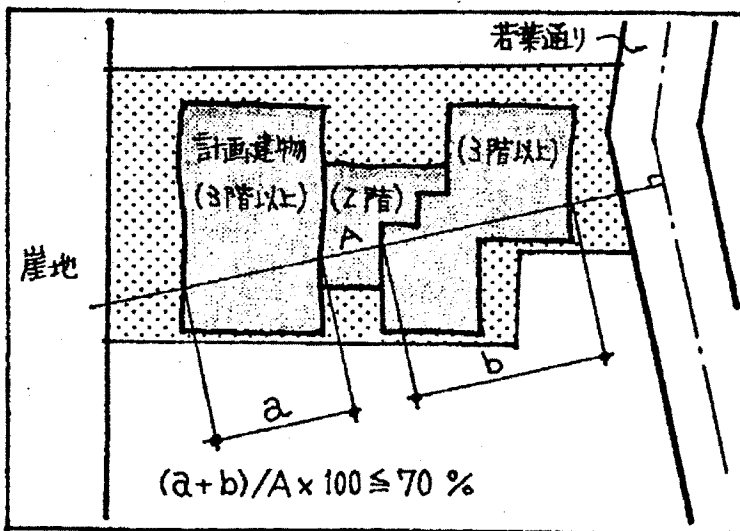 若葉通り
計画建物
(3階以上)
(2階)
(3階以上)
A
崖地
a
b
(a+b)/A×100≦70%